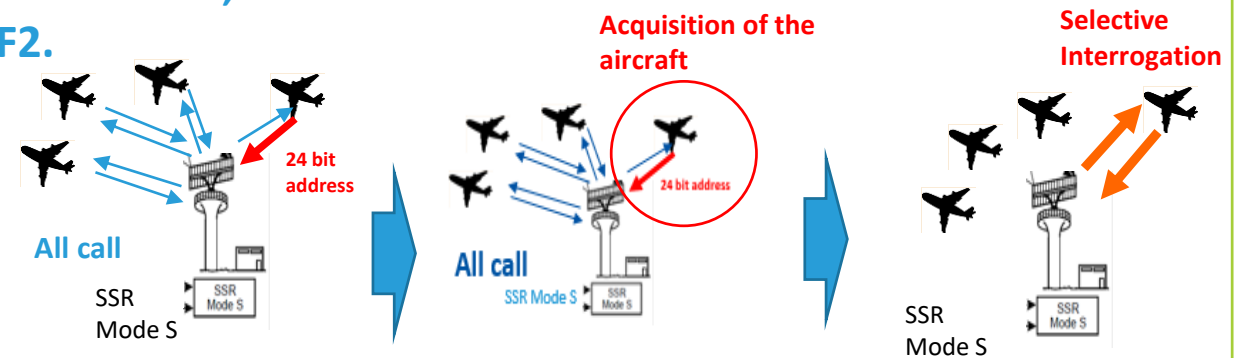 F2.
24 bit
address
All call
SSR
Mode S
SSR
Mode S
Acquisition of the
aircraft
24 bit address
All call
SSR Mode S
SSR
Mode S
Selective
Interrogation
SSR
Mode S
SSR
Mode S